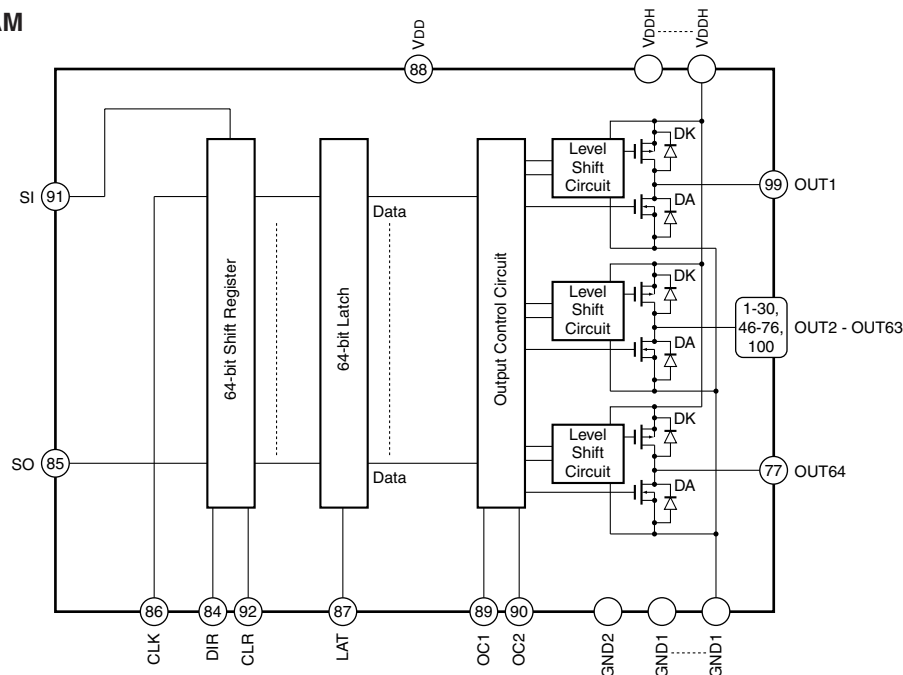 AM
VDD
88
VDDH
VDDH
SI
91
64-bit Shift Register
64-bit Latch
Data
Data
Output Control Circuit
Level
Shift
Circuit
DK
DA
99
OUT1
Level
Shift
Circuit
DK
DA
1-30,
46-76,
100
OUT2 - OUT63
SO
85
Level
Shift
Circuit
DK
DA
77
OUT64
86
84
92
87
89
90
CLK
DIR
CLR
LAT
OC1
OC2
GND2
GND1
GND1